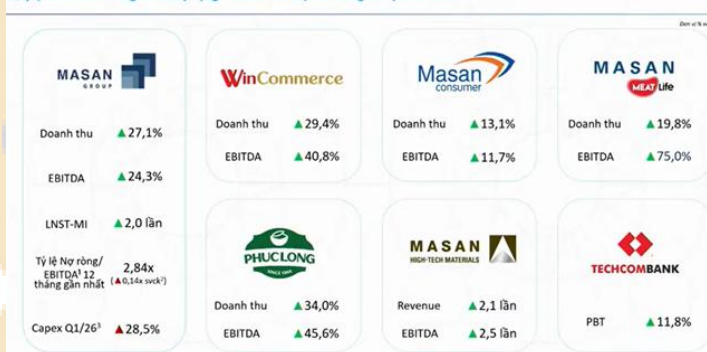 MASAN
GROUP
Doanh thu ▲27,1%
EBITDA ▲24,3%
LNST-MI ▲2,0 lần
Tỷ lệ Nợ ròng/
EBITDA¹ 12
tháng gần nhất
2,84x
(▲0,14x svck²)
Capex Q1/26³ ▲28,5%
WinCommerce
Doanh thu ▲29,4%
EBITDA ▲40,8%
Masan
consumer
Doanh thu ▲13,1%
EBITDA ▲11,7%
MASAN
MEATLife
Doanh thu ▲19,8%
EBITDA ▲75,0%
PHUC LONG
SINCE 1968
Doanh thu ▲34,0%
EBITDA ▲45,6%
MASAN
HIGH-TECH MATERIALS
Revenue ▲2,1 lần
EBITDA ▲2,5 lần
TECHCOMBANK
PBT ▲11,8%